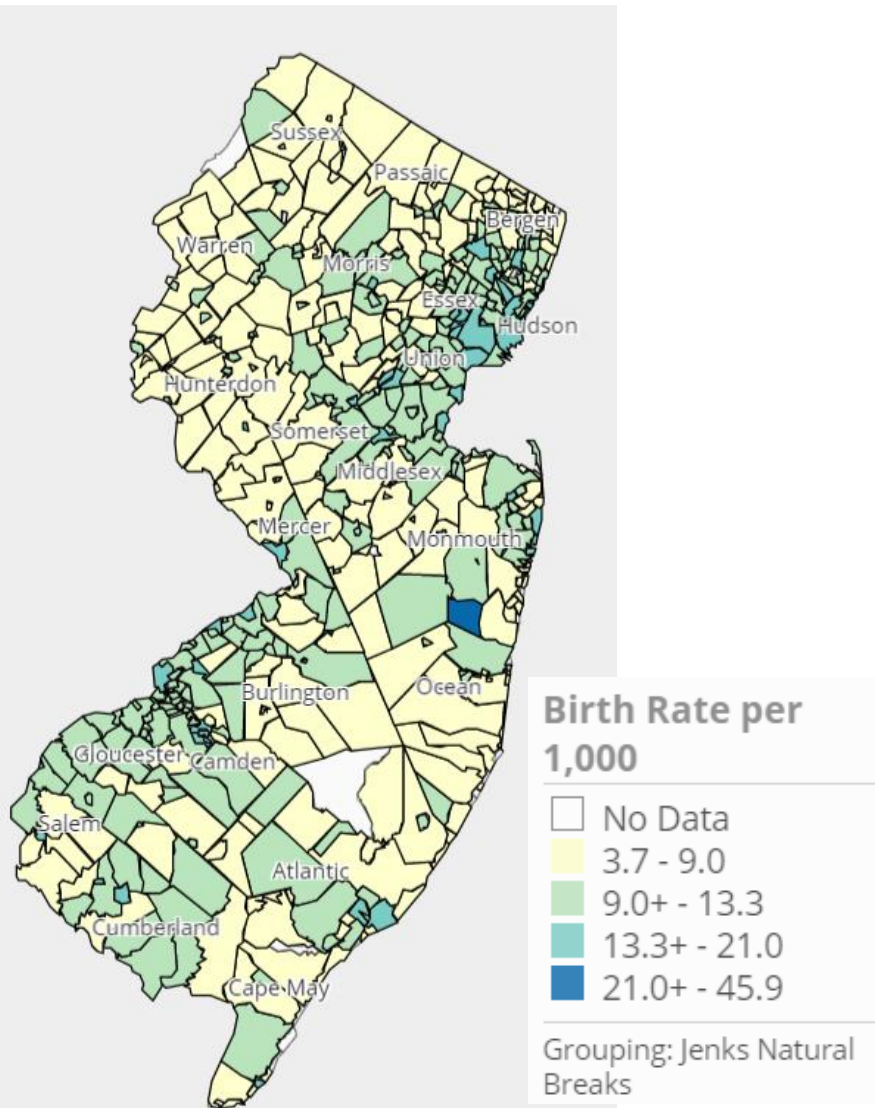 Sussex
Passaic
Bergen
Warren
Morris
Essex
Hudson
Union
Hunterdon
Somerset
Middlesex
Mercer
Monmouth
Burlington
Ocean
Gloucester
Camden
Salem
Atlantic
Cumberland
Cape May
Birth Rate per
1,000
No Data
3.7 - 9.0
9.0+ - 13.3
13.3+ - 21.0
21.0+ - 45.9
Grouping: Jenks Natural
Breaks